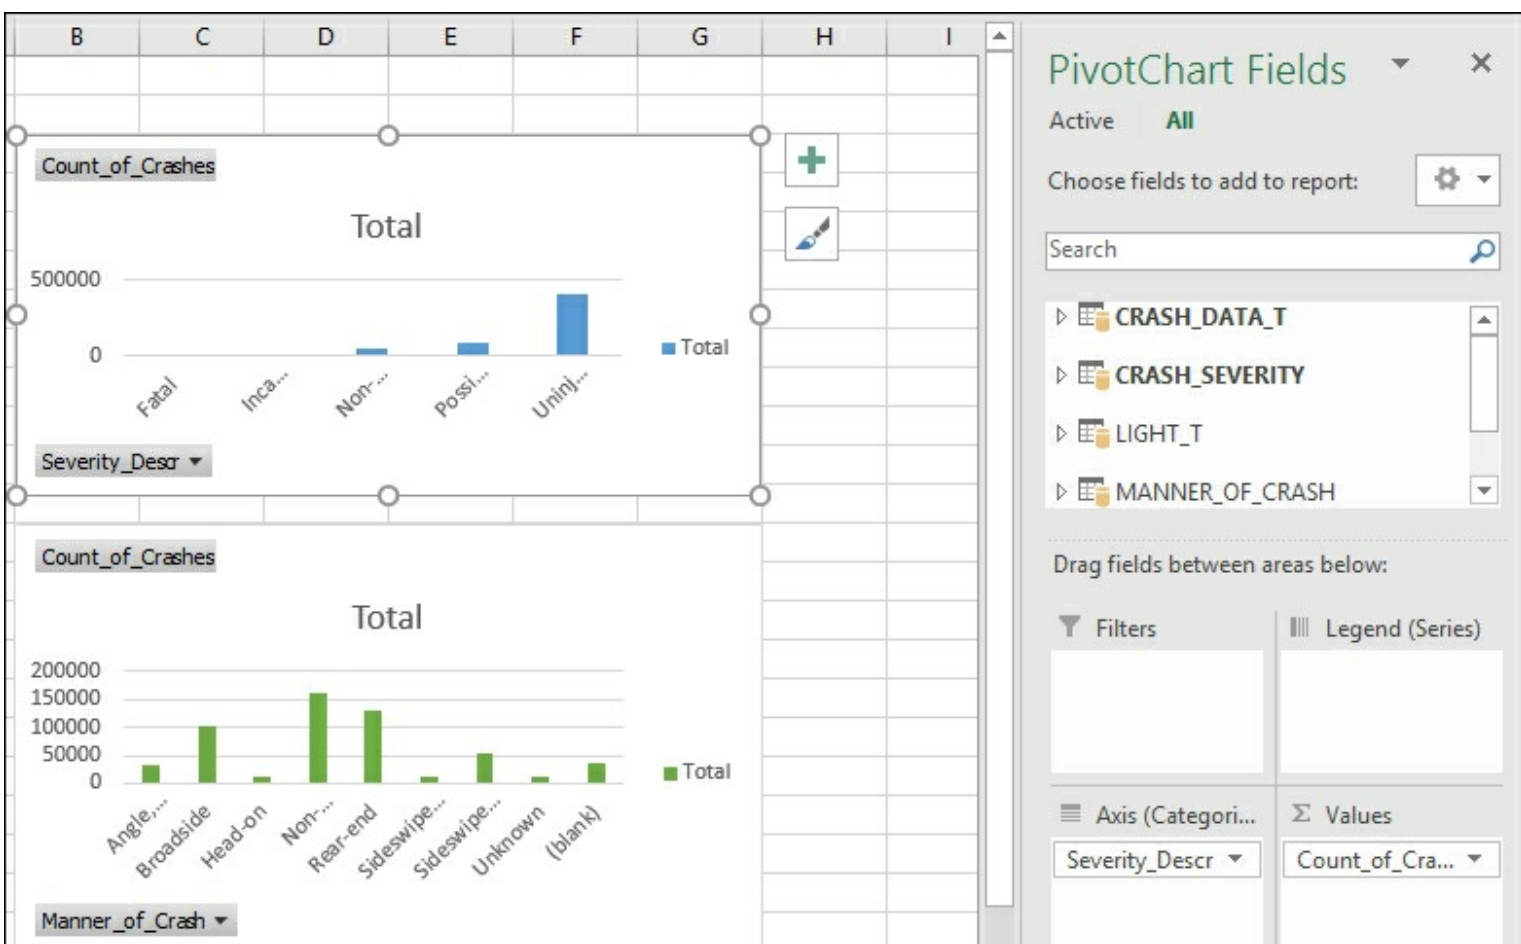 B C D E F G H I
Count_of_Crashes
Total
500000
0
Fatal Inca... Non-... Possi... Uninj...
Total
Severity_Descr
Count_of_Crashes
Total
200000
150000
100000
50000
0
Angle,... Broadside Head-on Non-... Rear-end Sideswipe... Sideswipe... Unknown (blank)
Total
Manner_of_Crash
PivotChart Fields
Active All
Choose fields to add to report:
Search
CRASH_DATA_T
CRASH_SEVERITY
LIGHT_T
MANNER_OF_CRASH
Drag fields between areas below:
Filters
Legend (Series)
Axis (Categori...
Severity_Descr
Σ Values
Count_of_Cra...